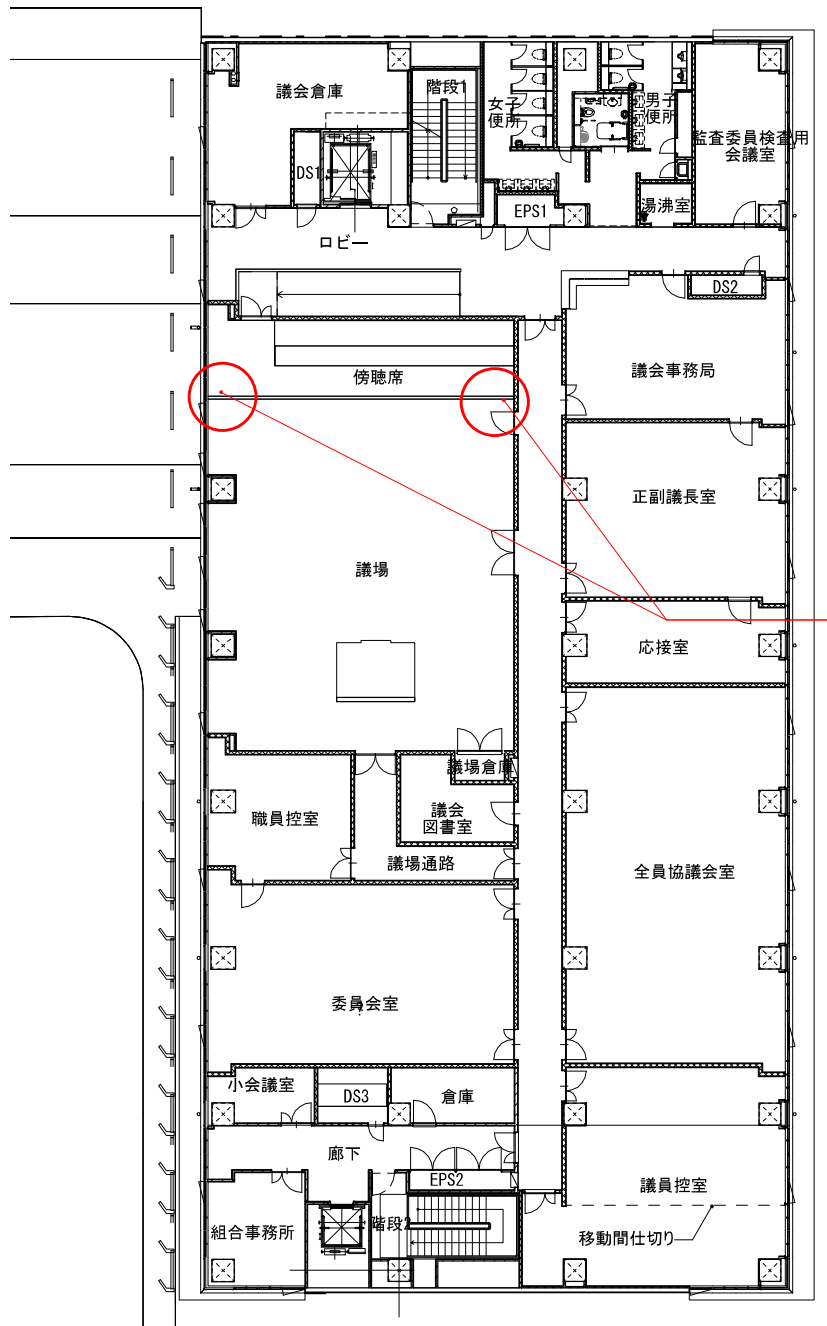 議会倉庫
階段1
女子
便所
男子
便所
監査委員検査用
会議室
DS1
EPS1
湯沸室
ロビー
DS2
議会事務局
傍聴席
正副議長室
議場
応接室
議場倉庫
議会
図書室
職員控室
議場通路
全員協議会室
委員会室
小会議室
DS3
倉庫
廊下
EPS2
議員控室
組合事務所
階段2
移動間仕切り